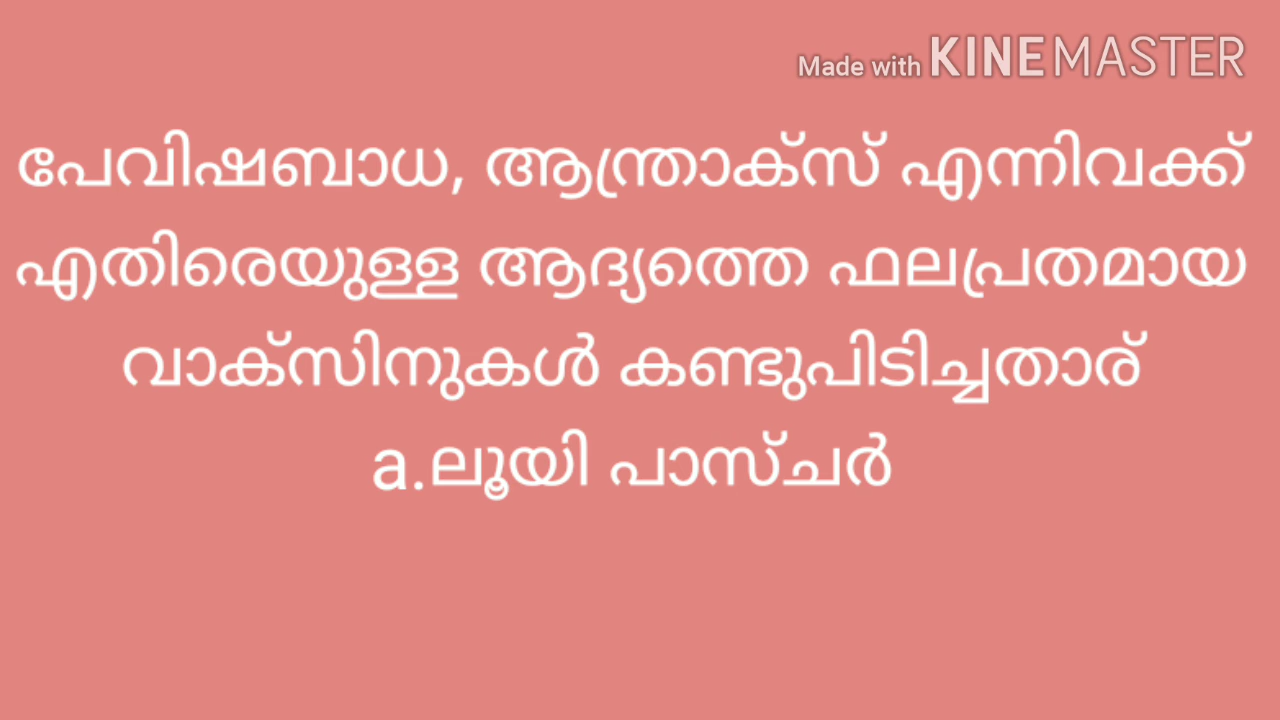 Made with KINEMASTER
പേവിഷബാധ, ആന്ത്രാക്സ് എന്നിവക്ക്
എതിരെയുള്ള ആദ്യത്തെ ഫലപ്രതമായ
വാക്സിനുകൾ കണ്ടുപിടിച്ചതാര്
a.ലൂയി പാസ്ചർ